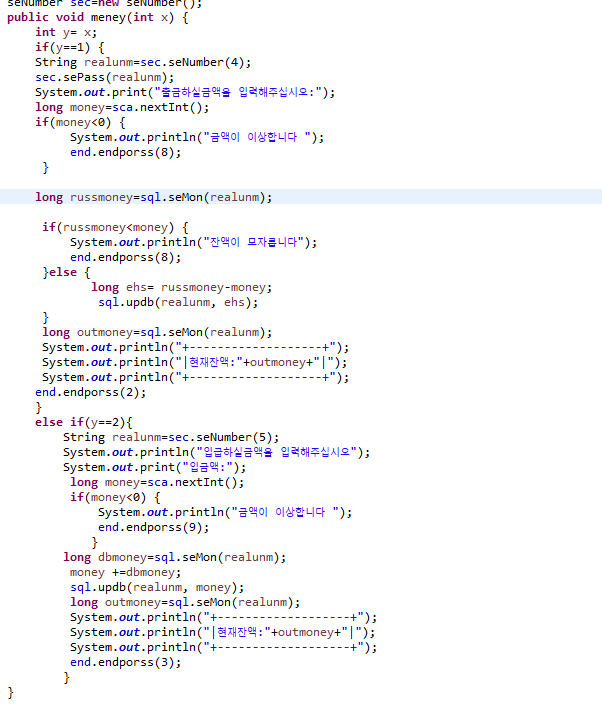 seNumber sec=new seNumber();
public void meney(int x) {
int y= x;
if(y==1) {
String realunm=sec.seNumber(4);
sec.sePass(realunm);
System.out.print("출금하실금액을 입력해주십시오:");
long money=sca.nextInt();
if(money<0) {
System.out.println("금액이 이상합니다 ");
end.endporss(8);
}
long russmoney=sql.seMon(realunm);
if(russmoney<money) {
System.out.println("잔액이 모자릅니다");
end.endporss(8);
}else {
long ehs= russmoney-money;
sql.updb(realunm, ehs);
}
long outmoney=sql.seMon(realunm);
System.out.println("+-------------------+");
System.out.println("|현재잔액:"+outmoney+"|");
System.out.println("+-------------------+");
end.endporss(2);
}
else if(y==2){
String realunm=sec.seNumber(5);
System.out.println("입금하실금액을 입력해주십시오");
System.out.print("입금액:");
long money=sca.nextInt();
if(money<0) {
System.out.println("금액이 이상합니다 ");
end.endporss(9);
}
long dbmoney=sql.seMon(realunm);
money +=dbmoney;
sql.updb(realunm, money);
long outmoney=sql.seMon(realunm);
System.out.println("+-------------------+");
System.out.println("|현재잔액:"+outmoney+"|");
System.out.println("+-------------------+");
end.endporss(3);
}
}